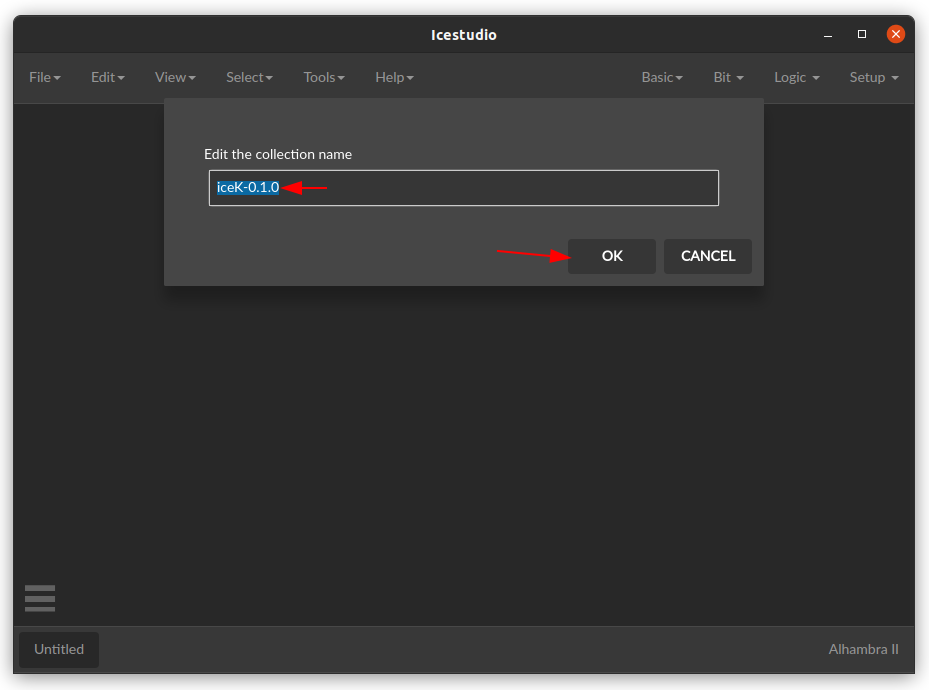 Icestudio
File Edit View Select Tools Help Basic Bit Logic Setup
Edit the collection name
iceK-0.1.0
OK CANCEL
Untitled Alhambra II